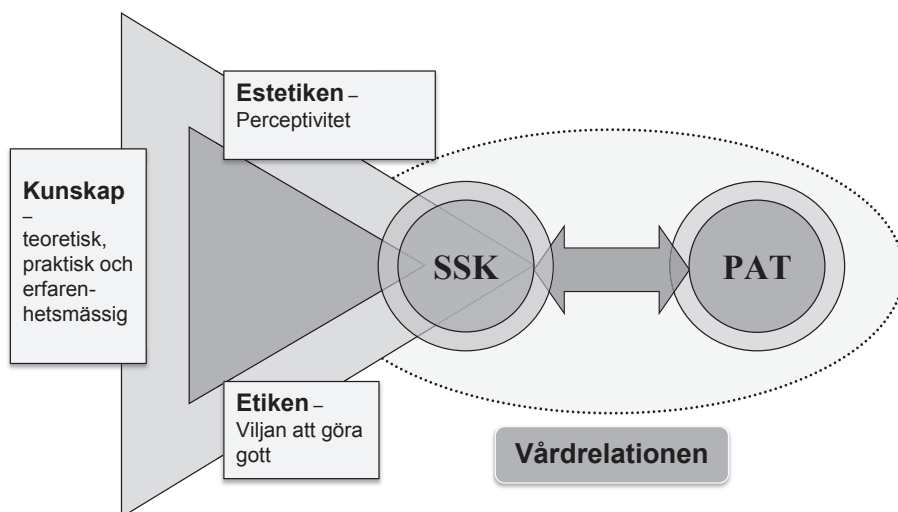 Estetiken –
Perceptivitet
Kunskap
–
teoretisk,
praktisk och
erfaren-
hetsmässig
SSK
PAT
Etiken –
Viljan att göra
gott
Vårdrelationen